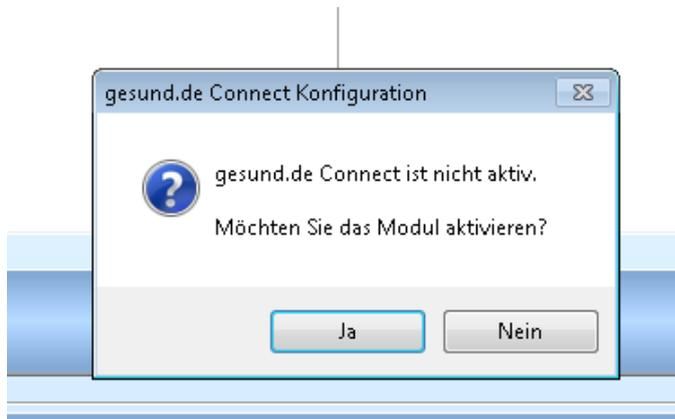 gesund.de Connect Konfiguration
gesund.de Connect ist nicht aktiv.
Möchten Sie das Modul aktivieren?
Ja
Nein